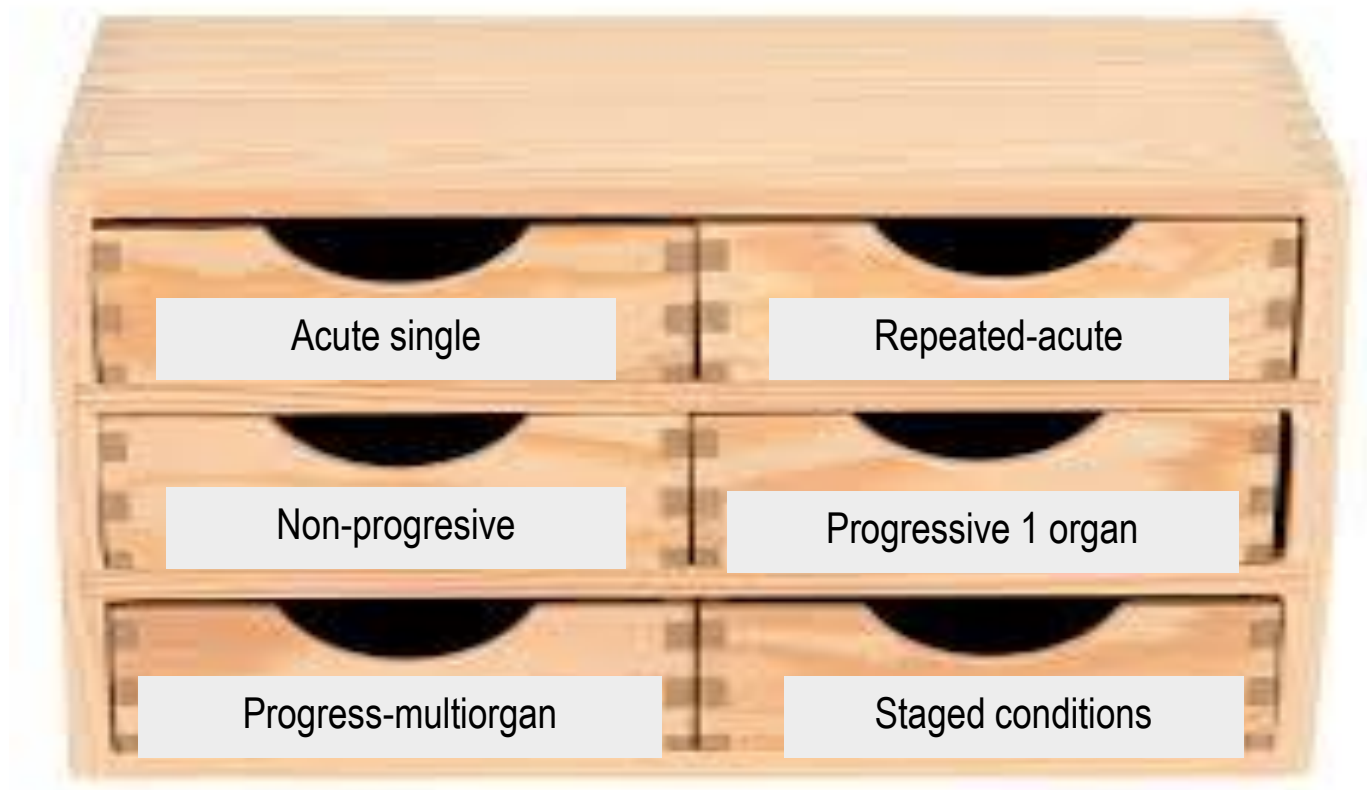 Acute single
Repeated-acute
Non-progresive
Progressive 1 organ
Progress-multiorgan
Staged conditions